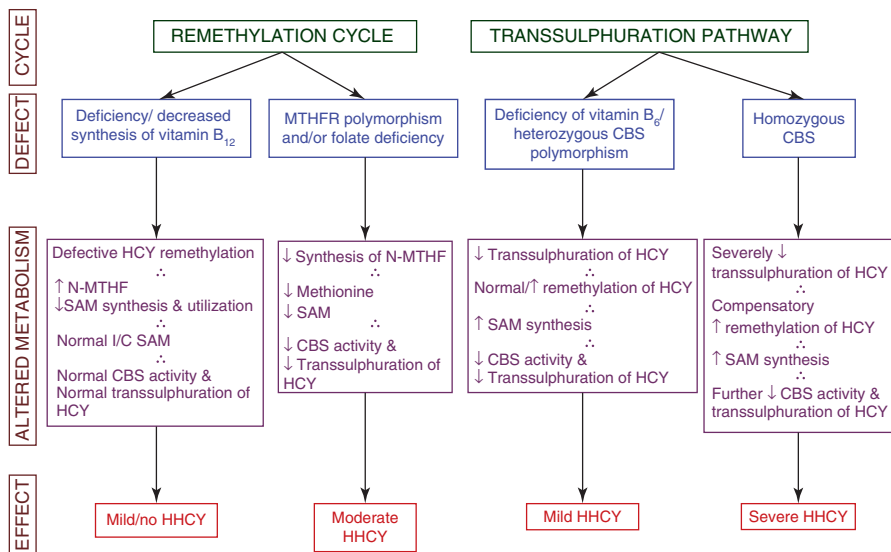 CYCLE
REMETHYLATION CYCLE
TRANSSULPHURATION PATHWAY
DEFECT
Deficiency/ decreased
synthesis of vitamin B12
MTHFR polymorphism
and/or folate deficiency
Deficiency of vitamin B6/
heterozygous CBS
polymorphism
Homozygous
CBS
ALTERED METABOLISM
Defective HCY remethylation
∴
↑ N-MTHF
↓SAM synthesis & utilization
∴
Normal I/C SAM
∴
Normal CBS activity &
Normal transsulphuration of
HCY
↓ Synthesis of N-MTHF
∴
↓ Methionine
↓ SAM
∴
↓ CBS activity &
↓ Transsulphuration of
HCY
↓ Transsulphuration of HCY
∴
Normal/↑ remethylation of HCY
∴
↑ SAM synthesis
∴
↓ CBS activity &
↓ Transsulphuration of HCY
Severely ↓
transsulphuration of HCY
∴
Compensatory
↑ remethylation of HCY
∴
↑ SAM synthesis
∴
Further ↓ CBS activity &
transsulphuration of HCY
EFFECT
Mild/no HHCY
Moderate
HHCY
Mild HHCY
Severe HHCY